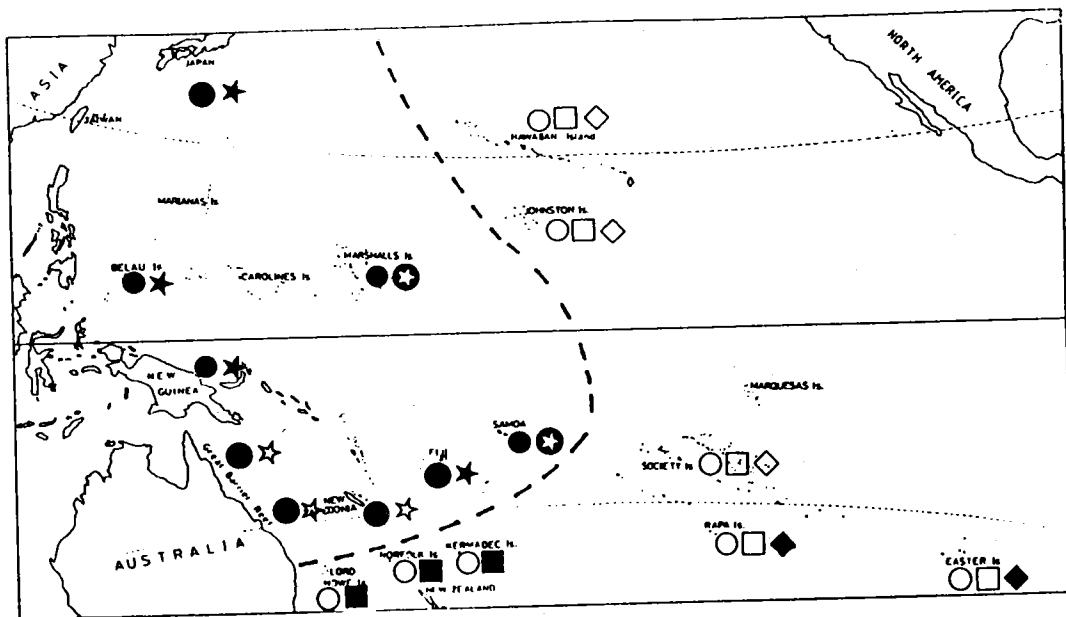 ASIA
JAPAN
NORTH AMERICA
HAWAIIAN Island
MARIANAS Is.
JOHNSTON Is.
BELAU Is
CAROLINES Is
MARSHALLS Is
NEW
GUINEA
MARQUESAS Is.
SAMOA
FIJI
SOCIETY Is
Great Barrier Reef
NEW
AUSTRALIA
RAPA Is.
EASTER Is
LORD
HOWE Is
NORFOLK Is
KERMADEC Is.
NEW ZEALAND